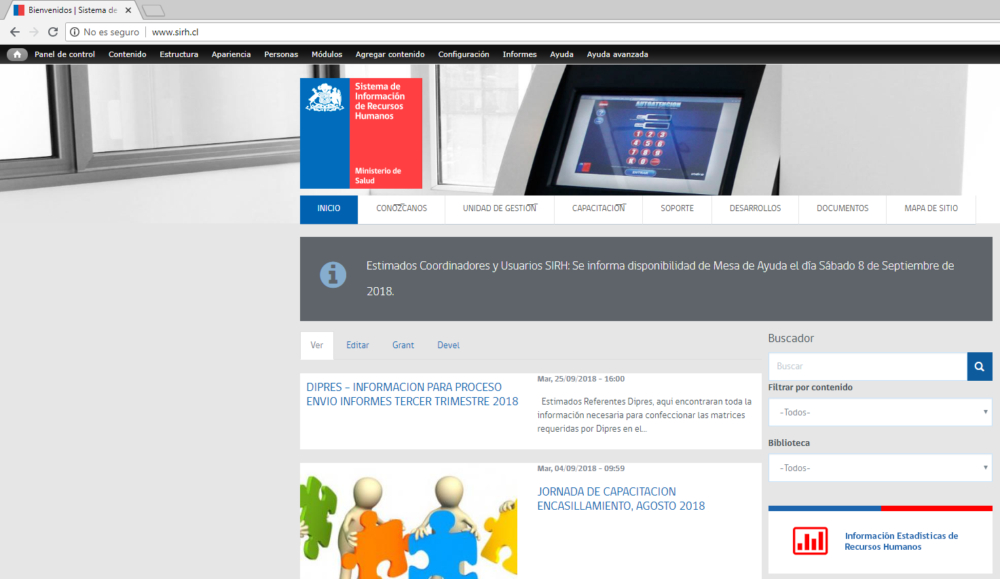 Bienvenidos | Sistema de
No es seguro | www.sirh.cl
Panel de control Contenido Estructura Apariencia Personas Módulos Agregar contenido Configuración Informes Ayuda Ayuda avanzada
Sistema de
Información
de Recursos
Humanos
Ministerio de
Salud
AUTOATENCION
1 2 3
4 5 6
7 8 9
K 0
ENTRAR
indra
INICIO CONOZCANOS UNIDAD DE GESTION CAPACITACION SOPORTE DESARROLLOS DOCUMENTOS MAPA DE SITIO
Estimados Coordinadores y Usuarios SIRH: Se informa disponibilidad de Mesa de Ayuda el día Sábado 8 de Septiembre de
2018.
Ver Editar Grant Devel
DIPRES – INFORMACION PARA PROCESO
ENVIO INFORMES TERCER TRIMESTRE 2018
Mar, 25/09/2018 - 16:00
Estimados Referentes Dipres, aqui encontraran toda la
información necesaria para confeccionar las matrices
requeridas por Dipres en el...
Mar, 04/09/2018 - 09:59
JORNADA DE CAPACITACION
ENCASILLAMIENTO, AGOSTO 2018
Buscador
Buscar
Filtrar por contenido
-Todos-
Biblioteca
-Todos-
Información Estadísticas de
Recursos Humanos